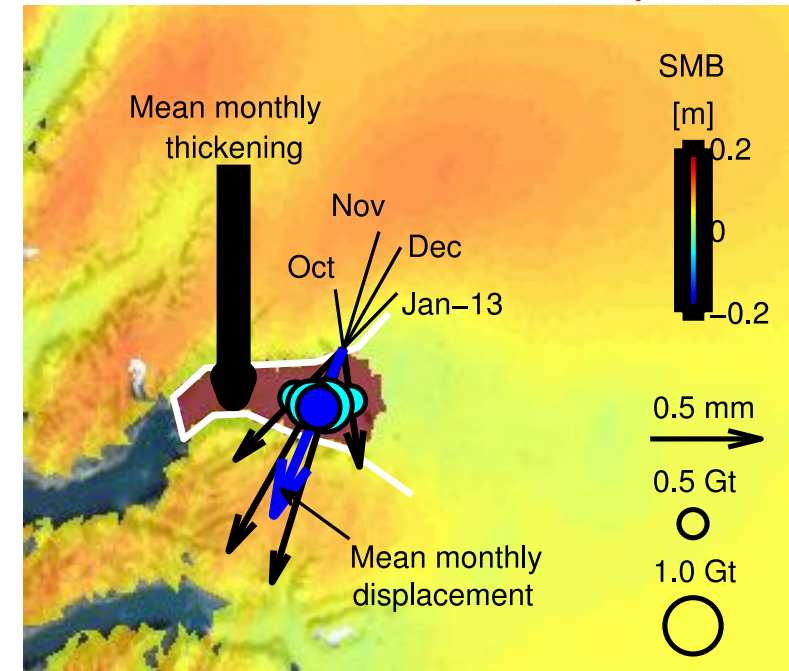 Mean monthly
thickening
Nov
Dec
Oct
Jan–13
SMB
[m]
0.2
0
–0.2
0.5 mm
0.5 Gt
1.0 Gt
Mean monthly
displacement